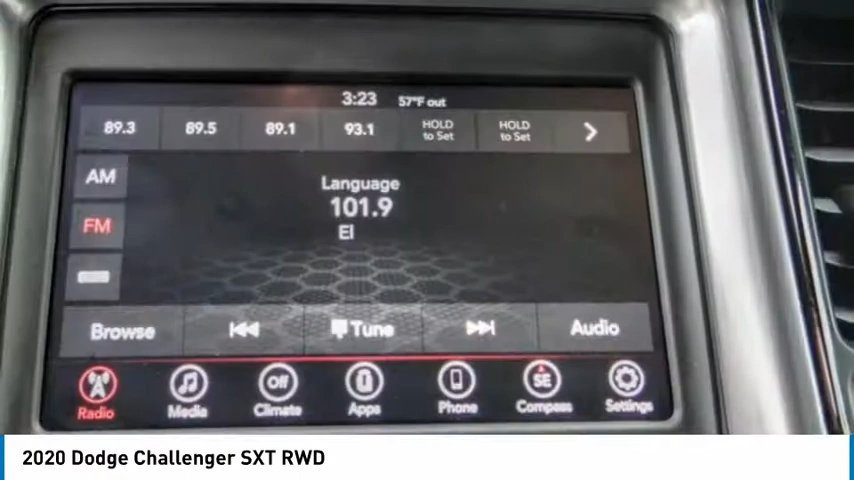 3:23 57°F out
89.3 89.5 89.1 93.1 HOLD to Set HOLD to Set
AM
Language
101.9
FM
El
Browse Tune Audio
Off SE
Radio Media Climate Apps Phone Compass Settings
2020 Dodge Challenger SXT RWD